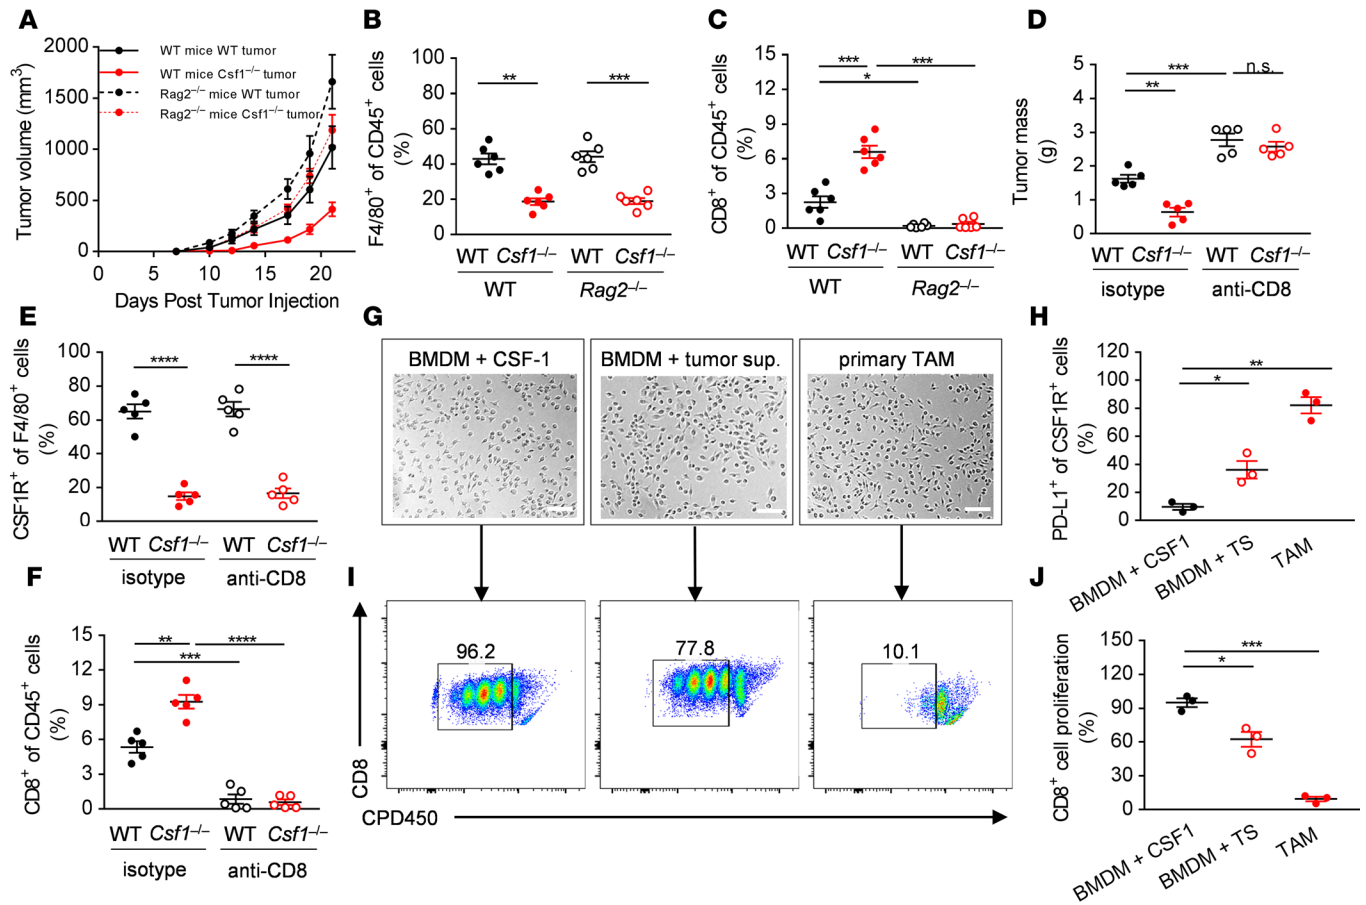 A
Tumor volume (mm³)
2000
1500
1000
500
0
WT mice WT tumor
WT mice Csf1–/– tumor
Rag2–/– mice WT tumor
Rag2–/– mice Csf1–/– tumor
0 5 10 15 20
Days Post Tumor Injection
B
F4/80⁺ of CD45⁺ cells
(%)
100
80
60
40
20
0
** ***
WT Csf1–/– WT Csf1–/–
WT Rag2–/–
C
CD8⁺ of CD45⁺ cells
(%)
15
12
9
6
3
0
*** ***
*
WT Csf1–/– WT Csf1–/–
WT Rag2–/–
D
Tumor mass
(g)
5
4
3
2
1
0
*** n.s.
**
WT Csf1–/– WT Csf1–/–
isotype anti-CD8
E
CSF1R⁺ of F4/80⁺ cells
(%)
100
80
60
40
20
0
**** ****
WT Csf1–/– WT Csf1–/–
isotype anti-CD8
F
CD8⁺ of CD45⁺ cells
(%)
15
12
9
6
3
0
** ****
***
WT Csf1–/– WT Csf1–/–
isotype anti-CD8
G
BMDM + CSF-1
BMDM + tumor sup.
primary TAM
H
PD-L1⁺ of CSF1R⁺ cells
(%)
120
100
80
60
40
20
0
**
*
BMDM + CSF1
BMDM + TS
TAM
I
CD8
96.2
77.8
10.1
CPD450
J
CD8⁺ cell proliferation
(%)
150
120
90
60
30
0
***
*
BMDM + CSF1
BMDM + TS
TAM